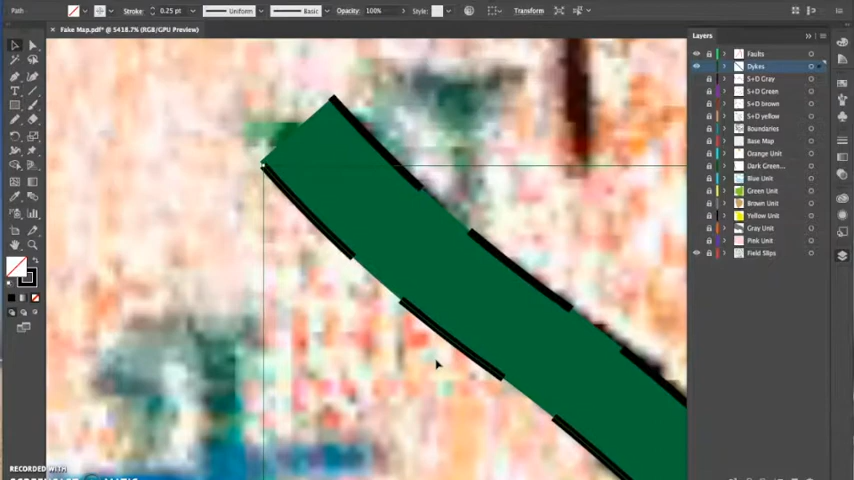 Path
Stroke:
0.25 pt
Uniform
Basic
Opacity:
100%
Style:
Transform
× Fake Map.pdf* @ 5418.7% (RGB/GPU Preview)
Layers
Faults
Dykes
S+D Gray
S+D Green
S+D brown
S+D yellow
Boundaries
Base Map
Orange Unit
Dark Green...
Blue Unit
Green Unit
Brown Unit
Yellow Unit
Gray Unit
Pink Unit
Field Slips
RECORDED WITH